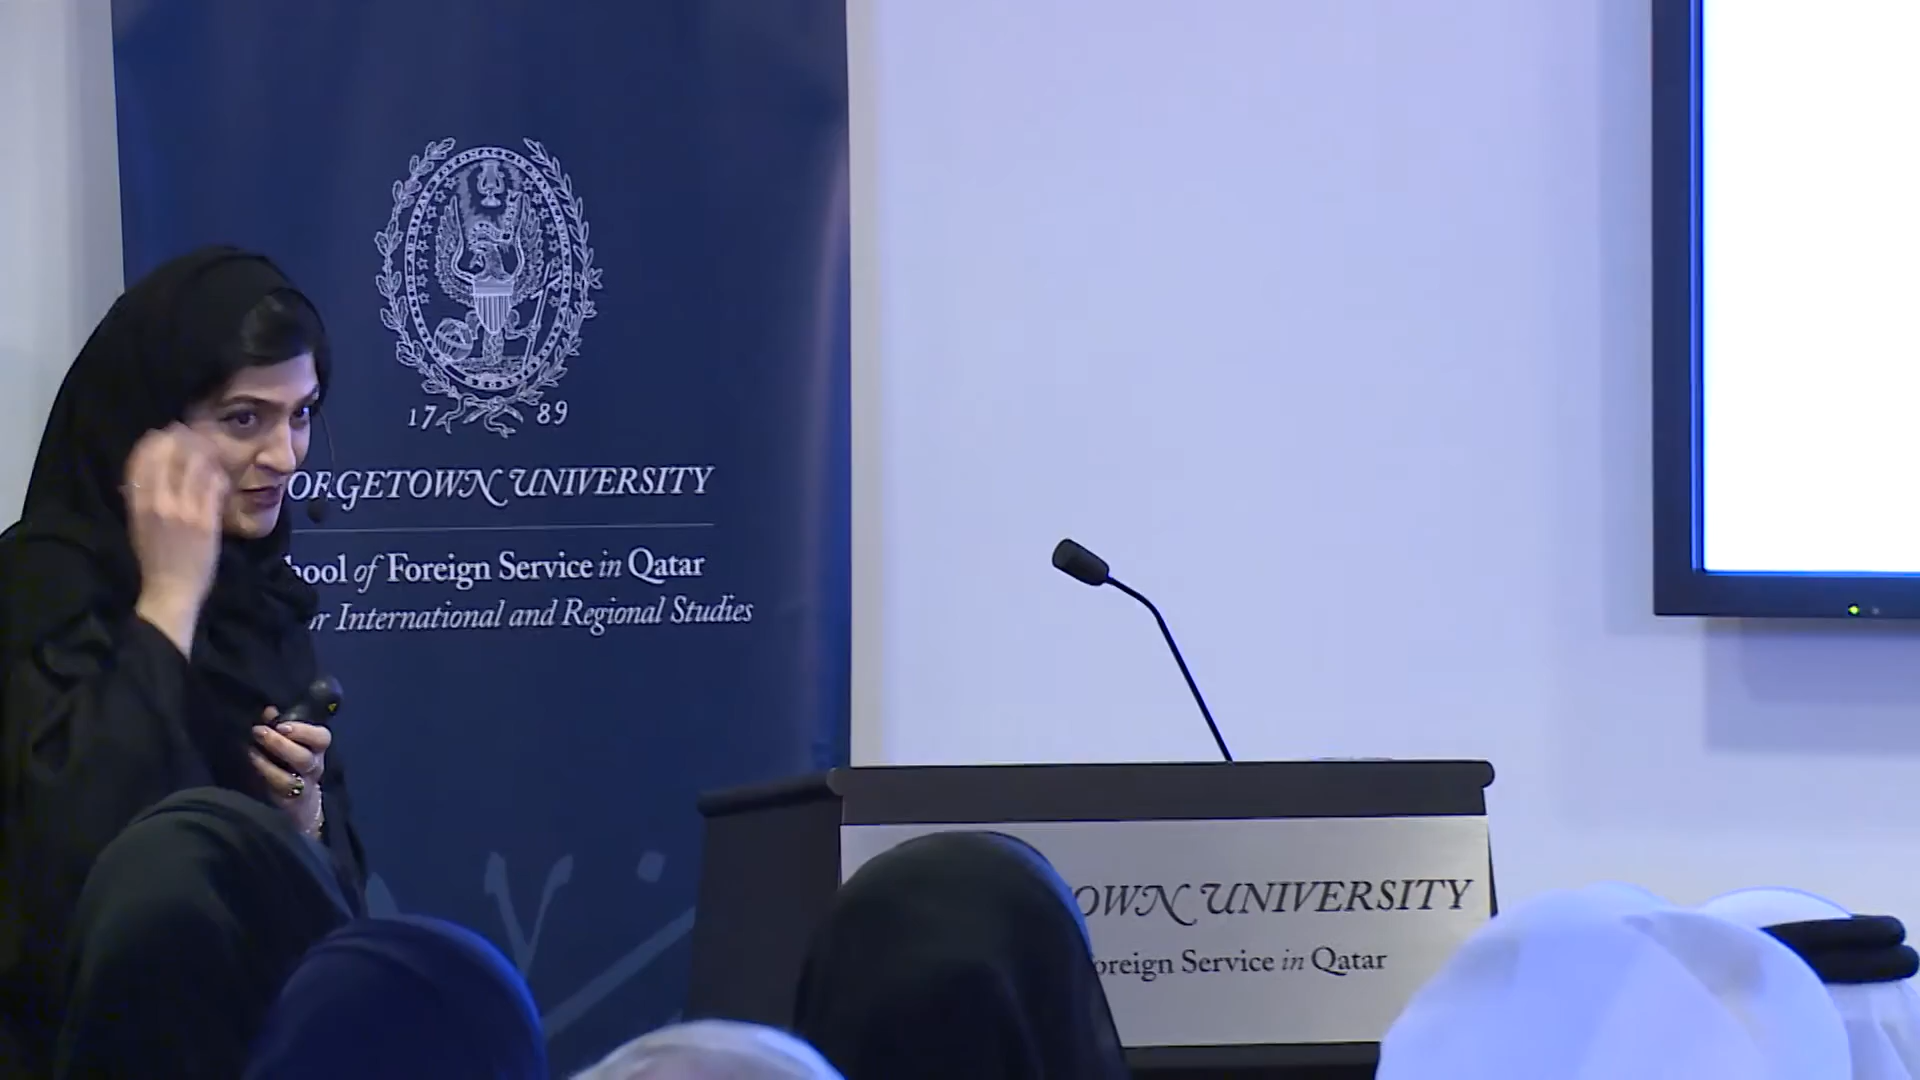 17 89
ORGETOWN UNIVERSITY
hool of Foreign Service in Qatar
r International and Regional Studies
OWN UNIVERSITY
oreign Service in Qatar